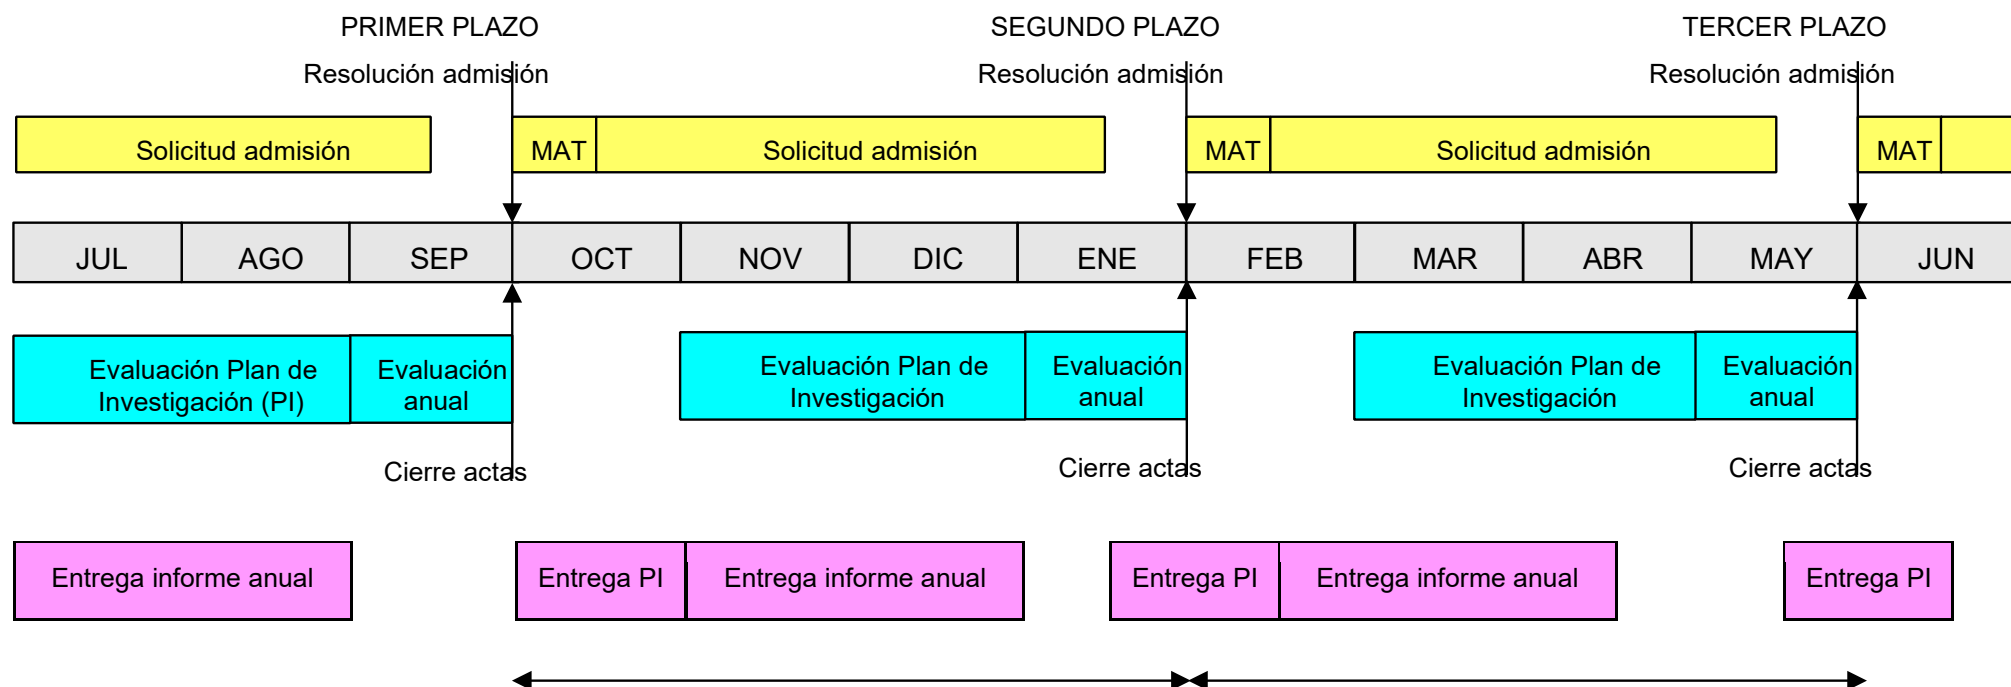 PRIMER PLAZO
SEGUNDO PLAZO
TERCER PLAZO
Resolución admisión
Resolución admisión
Resolución admisión
Solicitud admisión
MAT
Solicitud admisión
MAT
Solicitud admisión
MAT
JUL
AGO
SEP
OCT
NOV
DIC
ENE
FEB
MAR
ABR
MAY
JUN
Evaluación Plan de
Investigación (PI)
Evaluación
anual
Evaluación Plan de
Investigación
Evaluación
anual
Evaluación Plan de
Investigación
Evaluación
anual
Cierre actas
Cierre actas
Cierre actas
Entrega informe anual
Entrega PI
Entrega informe anual
Entrega PI
Entrega informe anual
Entrega PI